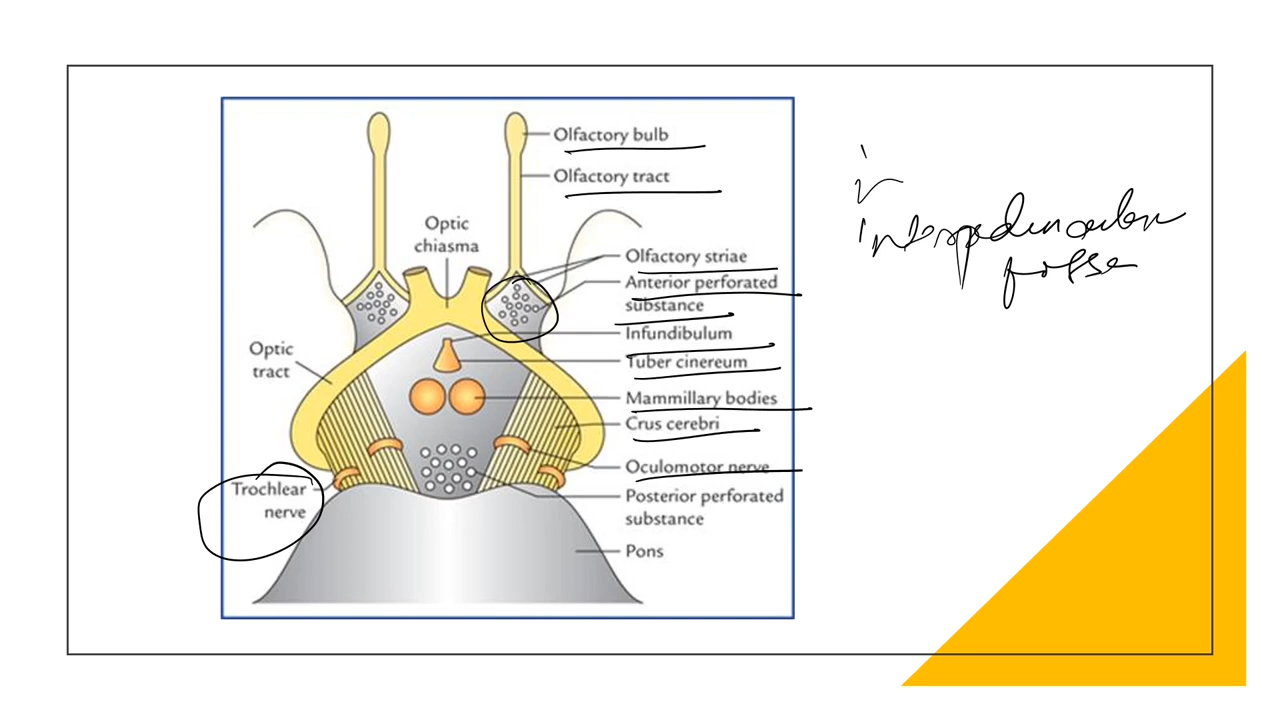 Olfactory bulb
Olfactory tract
Optic
chiasma
Olfactory striae
Anterior perforated
substance
Infundibulum
Tuber cinereum
Optic
tract
Mammillary bodies
Crus cerebri
Oculomotor nerve
Trochlear
nerve
Posterior perforated
substance
Pons